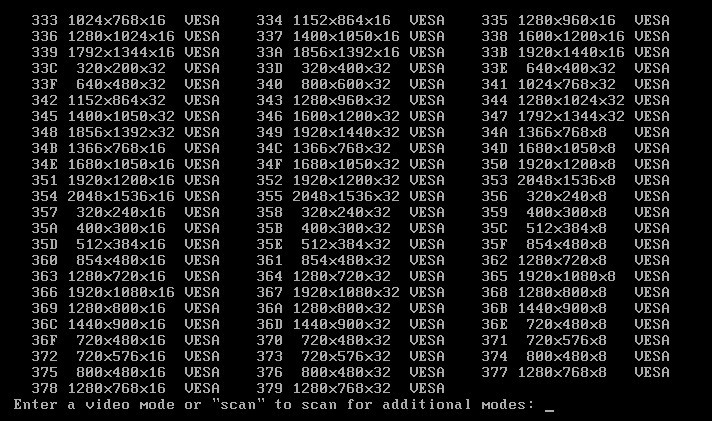 333 1024x768x16 VESA 334 1152x864x16 VESA 335 1280x960x16 VESA
336 1280x1024x16 VESA 337 1400x1050x16 VESA 338 1600x1200x16 VESA
339 1792x1344x16 VESA 33A 1856x1392x16 VESA 33B 1920x1440x16 VESA
33C 320x200x32 VESA 33D 320x400x32 VESA 33E 640x400x32 VESA
33F 640x480x32 VESA 340 800x600x32 VESA 341 1024x768x32 VESA
342 1152x864x32 VESA 343 1280x960x32 VESA 344 1280x1024x32 VESA
345 1400x1050x32 VESA 346 1600x1200x32 VESA 347 1792x1344x32 VESA
348 1856x1392x32 VESA 349 1920x1440x32 VESA 34A 1366x768x8 VESA
34B 1366x768x16 VESA 34C 1366x768x32 VESA 34D 1680x1050x8 VESA
34E 1680x1050x16 VESA 34F 1680x1050x32 VESA 350 1920x1200x8 VESA
351 1920x1200x16 VESA 352 1920x1200x32 VESA 353 2048x1536x8 VESA
354 2048x1536x16 VESA 355 2048x1536x32 VESA 356 320x240x8 VESA
357 320x240x16 VESA 358 320x240x32 VESA 359 400x300x8 VESA
35A 400x300x16 VESA 35B 400x300x32 VESA 35C 512x384x8 VESA
35D 512x384x16 VESA 35E 512x384x32 VESA 35F 854x480x8 VESA
360 854x480x16 VESA 361 854x480x32 VESA 362 1280x720x8 VESA
363 1280x720x16 VESA 364 1280x720x32 VESA 365 1920x1080x8 VESA
366 1920x1080x16 VESA 367 1920x1080x32 VESA 368 1280x800x8 VESA
369 1280x800x16 VESA 36A 1280x800x32 VESA 36B 1440x900x8 VESA
36C 1440x900x16 VESA 36D 1440x900x32 VESA 36E 720x480x8 VESA
36F 720x480x16 VESA 370 720x480x32 VESA 371 720x576x8 VESA
372 720x576x16 VESA 373 720x576x32 VESA 374 800x480x8 VESA
375 800x480x16 VESA 376 800x480x32 VESA 377 1280x768x8 VESA
378 1280x768x16 VESA 379 1280x768x32 VESA
Enter a video mode or "scan" to scan for additional modes: _